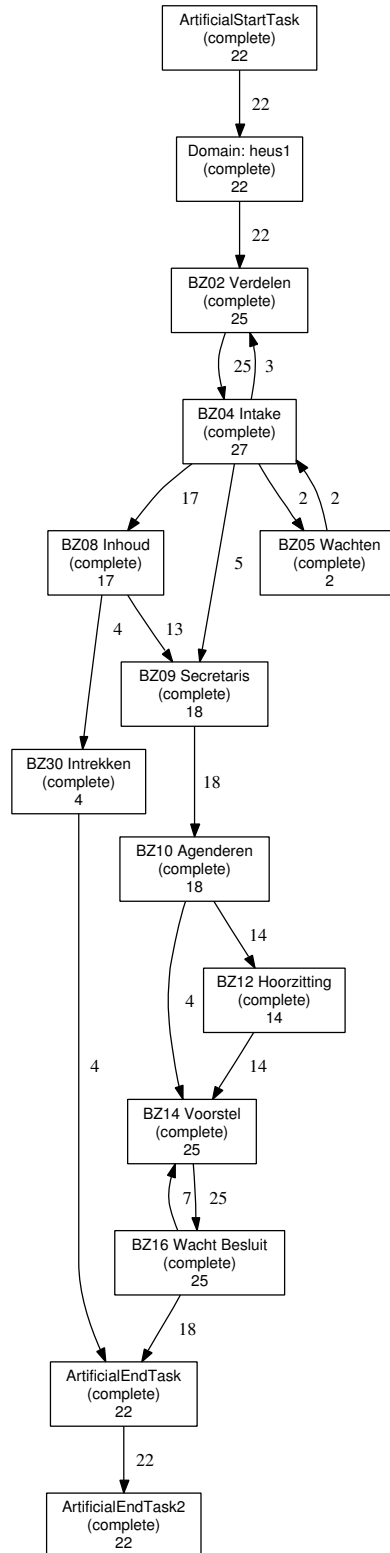 ArtificialStartTask
(complete)
22
22
Domain: heus1
(complete)
22
22
BZ02 Verdelen
(complete)
25
25
3
BZ04 Intake
(complete)
27
17
2
2
5
BZ08 Inhoud
(complete)
17
BZ05 Wachten
(complete)
2
4
13
BZ09 Secretaris
(complete)
18
BZ30 Intrekken
(complete)
4
18
BZ10 Agenderen
(complete)
18
14
4
BZ12 Hoorzitting
(complete)
14
4
14
BZ14 Voorstel
(complete)
25
7
25
BZ16 Wacht Besluit
(complete)
25
18
ArtificialEndTask
(complete)
22
22
ArtificialEndTask2
(complete)
22